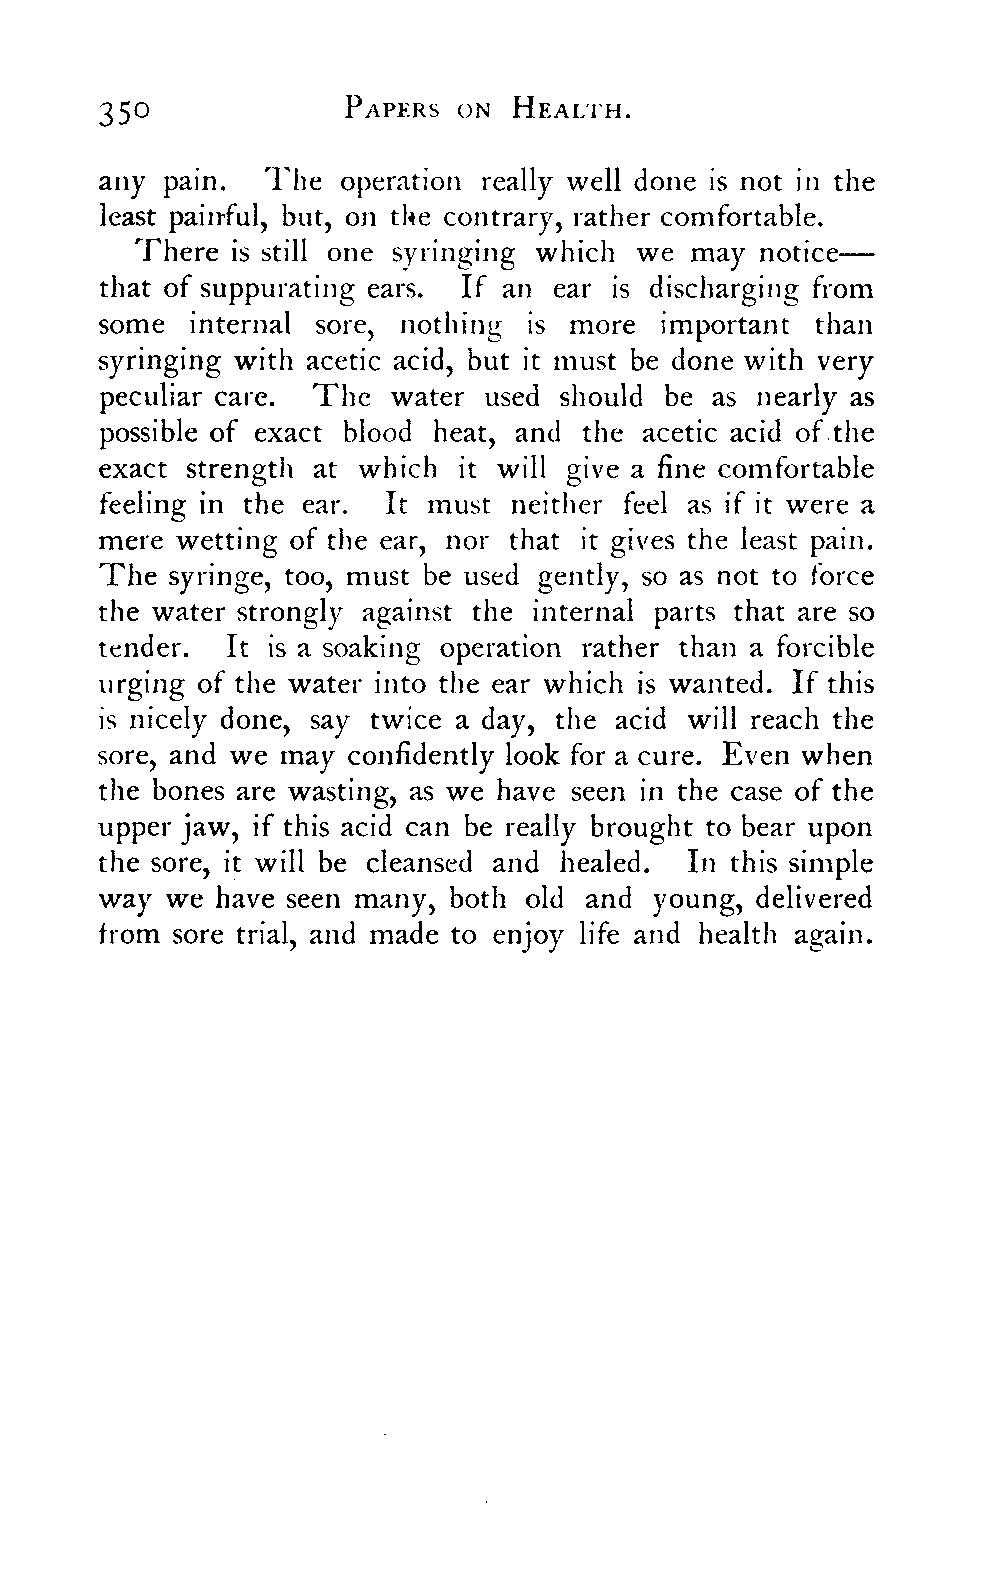 350 PAPERS ON HEALTH.
any pain. The operation really well done is not in the
least painful, but, on the contrary, rather comfortable.
There is still one syringing which we may notice—
that of suppurating ears. If an ear is discharging from
some internal sore, nothing is more important than
syringing with acetic acid, but it must be done with very
peculiar care. The water used should be as nearly as
possible of exact blood heat, and the acetic acid of the
exact strength at which it will give a fine comfortable
feeling in the ear. It must neither feel as if it were a
mere wetting of the ear, nor that it gives the least pain.
The syringe, too, must be used gently, so as not to force
the water strongly against the internal parts that are so
tender. It is a soaking operation rather than a forcible
urging of the water into the ear which is wanted. If this
is nicely done, say twice a day, the acid will reach the
sore, and we may confidently look for a cure. Even when
the bones are wasting, as we have seen in the case of the
upper jaw, if this acid can be really brought to bear upon
the sore, it will be cleansed and healed. In this simple
way we have seen many, both old and young, delivered
from sore trial, and made to enjoy life and health again.